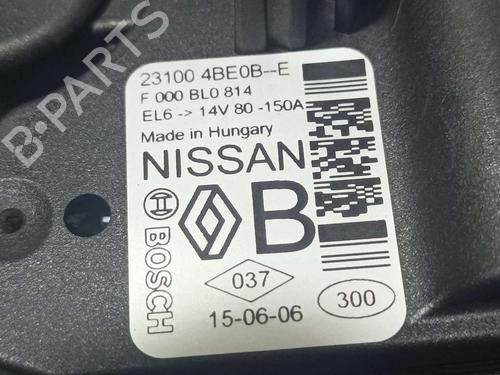 23100 4BE0B--E
F 000 BL0 814
EL6 -> 14V 80 -150A
Made in Hungary
NISSAN
B
BOSCH
037
15-06-06
300
B-PARTS